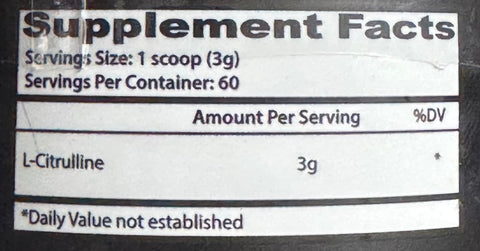 Supplement Facts
Servings Size: 1 scoop (3g)
Servings Per Container: 60
Amount Per Serving %DV
L-Citrulline 3g *
*Daily Value not established